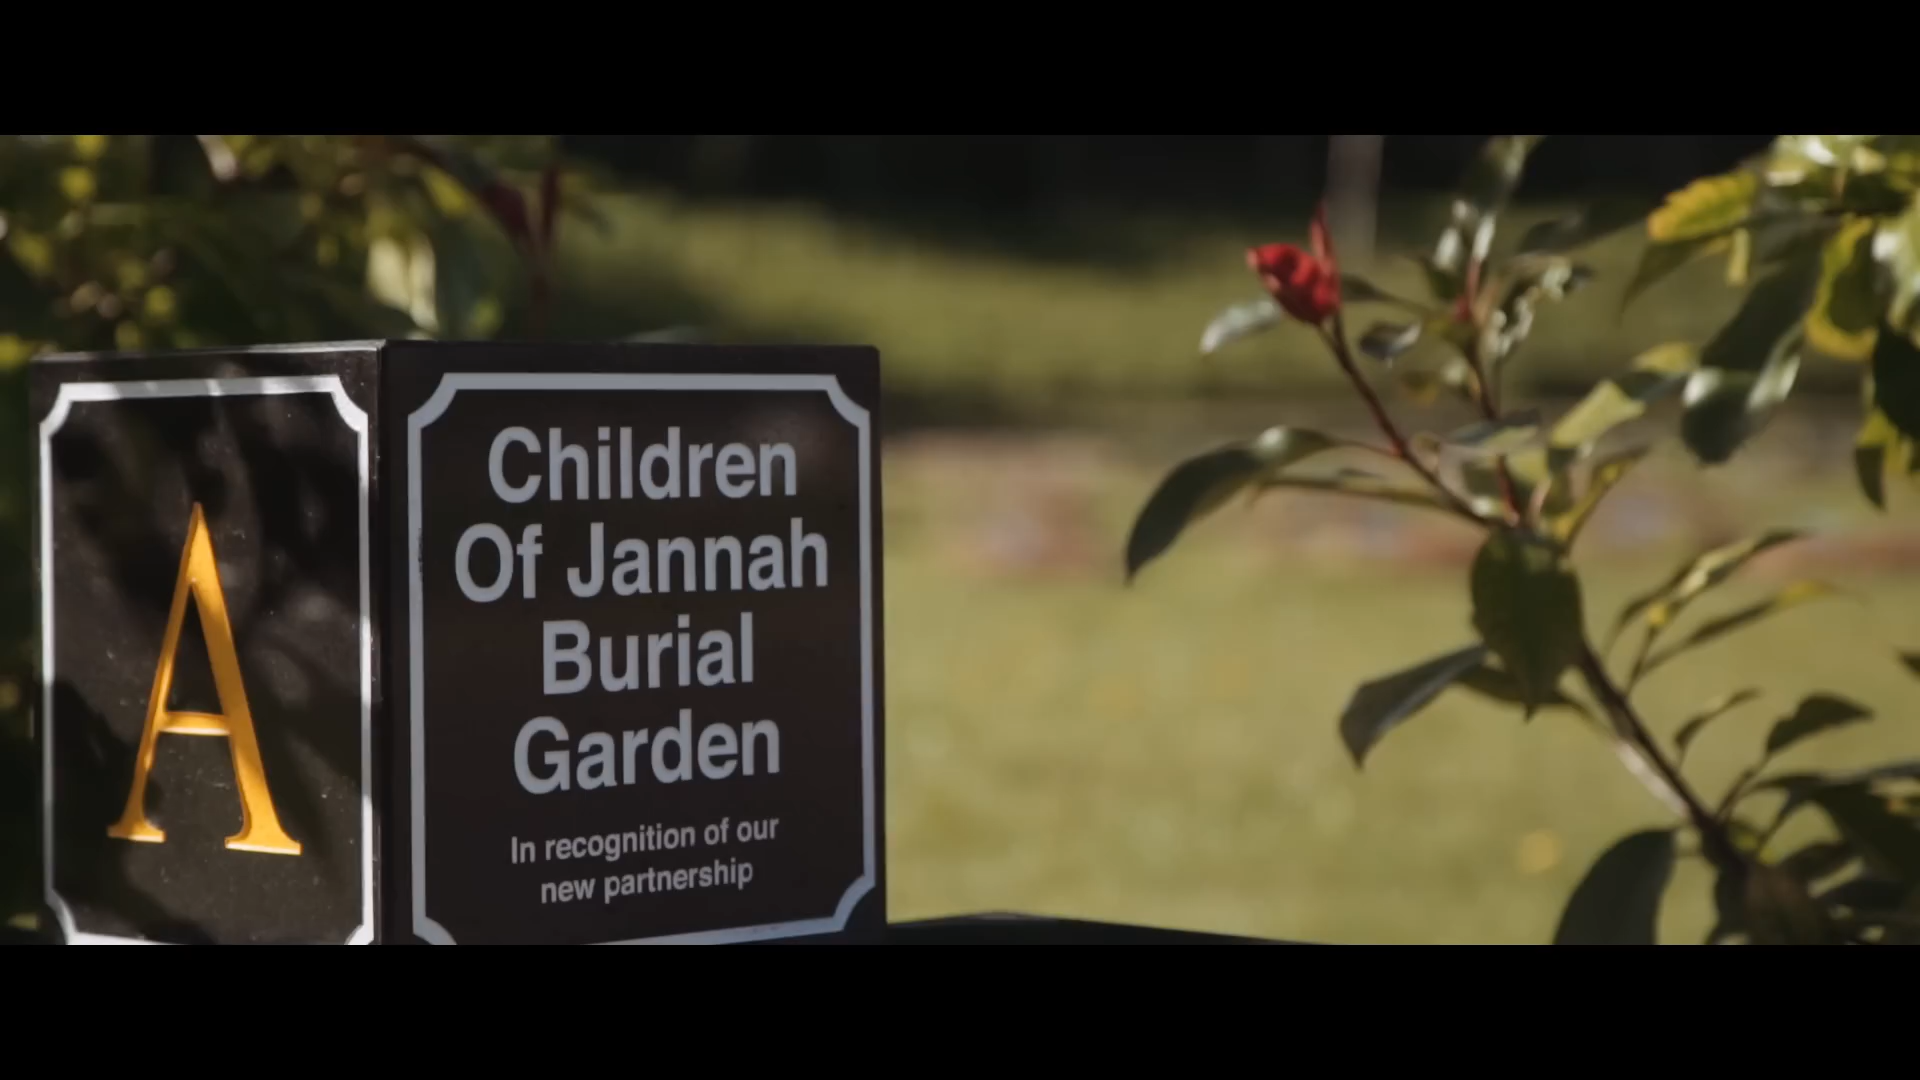 A
Children
Of Jannah
Burial
Garden
In recognition of our
new partnership